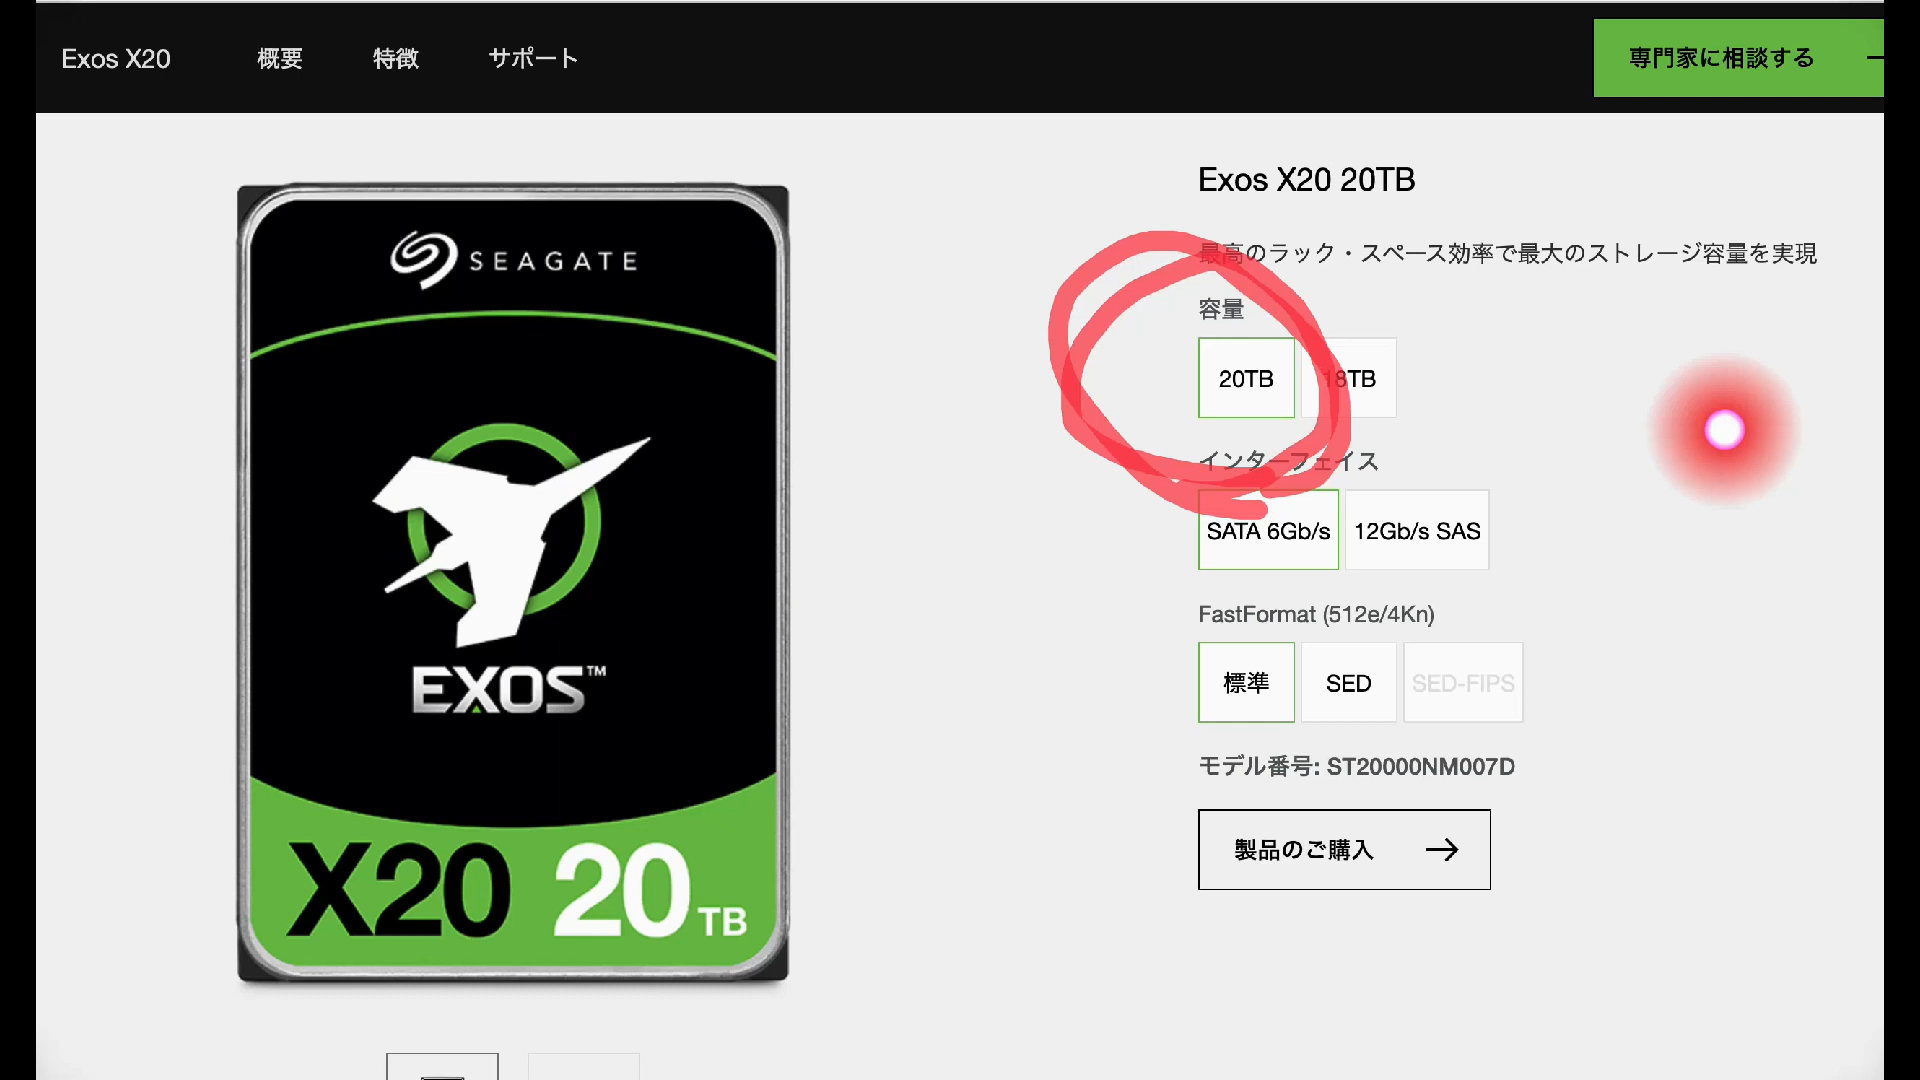 Exos X20
概要
特徴
サポート
専門家に相談する
SEAGATE
EXOS™
X20 20TB
Exos X20 20TB
最高のラック・スペース効率で最大のストレージ容量を実現
容量
20TB
18TB
インターフェイス
SATA 6Gb/s
12Gb/s SAS
FastFormat (512e/4Kn)
標準
SED
SED-FIPS
モデル番号: ST20000NM007D
製品のご購入